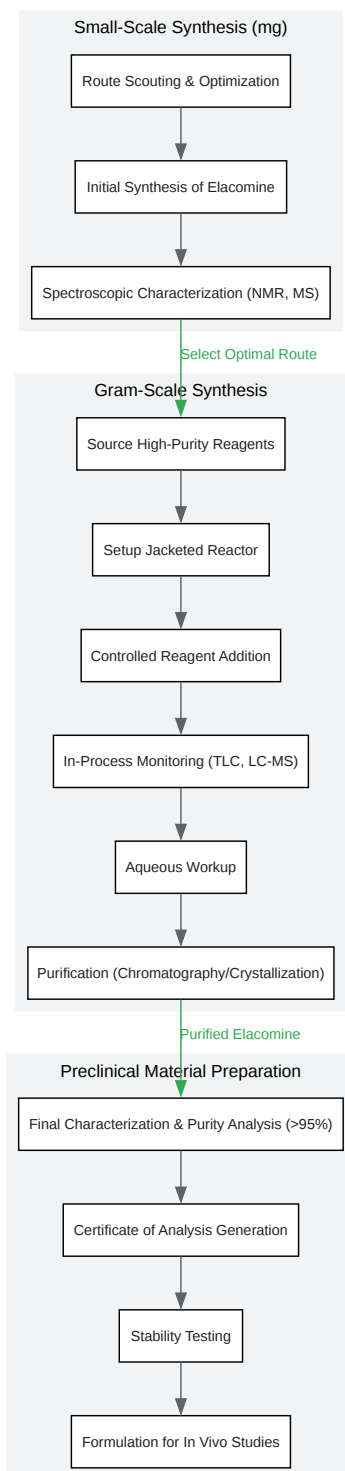 Small-Scale Synthesis (mg)
Route Scouting & Optimization
Initial Synthesis of Elacomine
Spectroscopic Characterization (NMR, MS)
Select Optimal Route
Gram-Scale Synthesis
Source High-Purity Reagents
Setup Jacketed Reactor
Controlled Reagent Addition
In-Process Monitoring (TLC, LC-MS)
Aqueous Workup
Purification (Chromatography/Crystallization)
Purified Elacomine
Preclinical Material Preparation
Final Characterization & Purity Analysis (>95%)
Certificate of Analysis Generation
Stability Testing
Formulation for In Vivo Studies